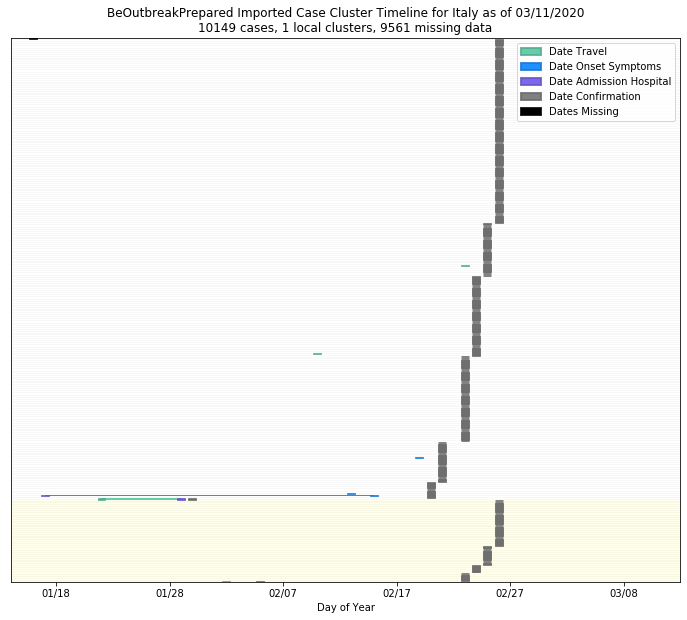 BeOutbreakPrepared Imported Case Cluster Timeline for Italy as of 03/11/2020
10149 cases, 1 local clusters, 9561 missing data
Date Travel
Date Onset Symptoms
Date Admission Hospital
Date Confirmation
Dates Missing
01/18 01/28 02/07 02/17 02/27 03/08
Day of Year